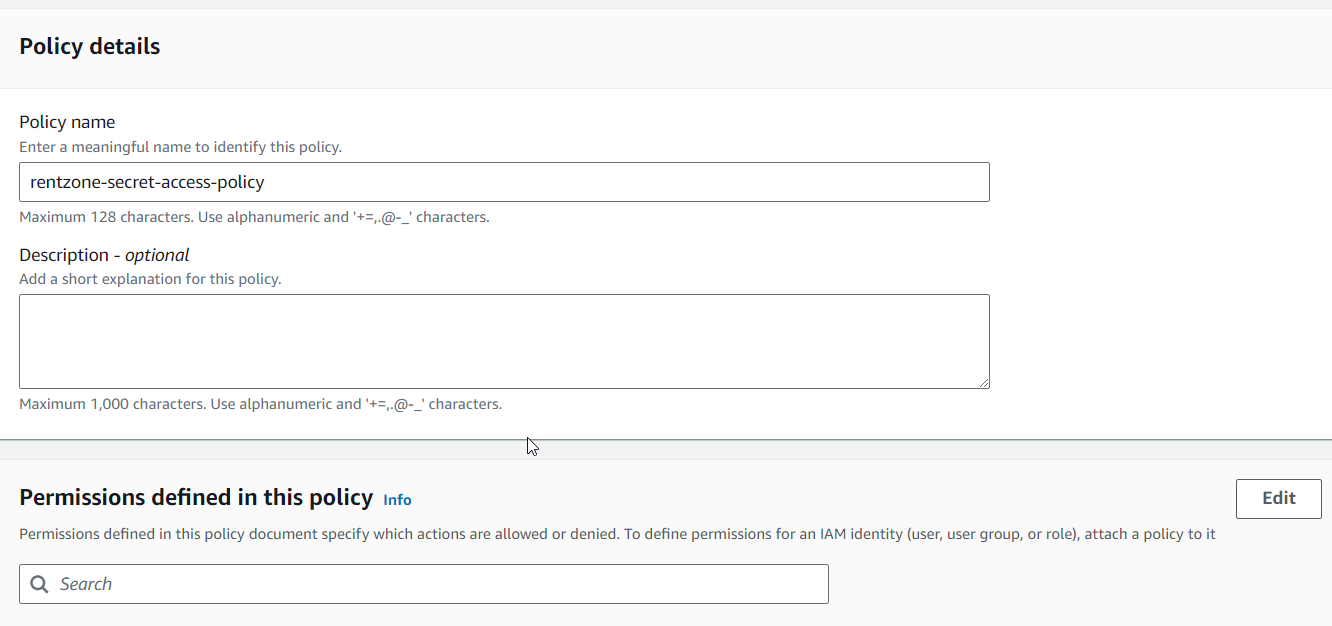 Policy details
Policy name
Enter a meaningful name to identify this policy.
rentzone-secret-access-policy
Maximum 128 characters. Use alphanumeric and '+=,.@-_' characters.
Description - optional
Add a short explanation for this policy.
Maximum 1,000 characters. Use alphanumeric and '+=,.@-_' characters.
Permissions defined in this policy Info
Edit
Permissions defined in this policy document specify which actions are allowed or denied. To define permissions for an IAM identity (user, user group, or role), attach a policy to it
Search